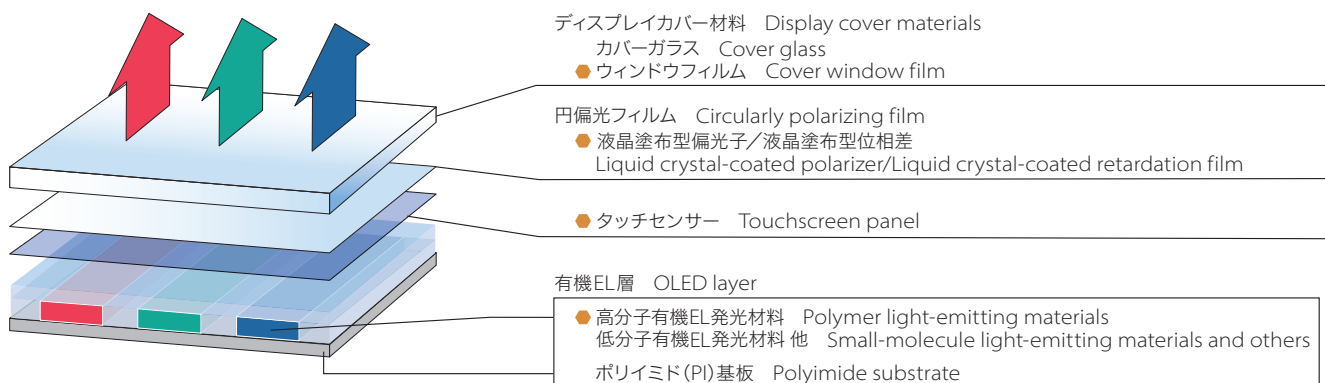 ディスプレイカバー材料 Display cover materials
カバーガラス Cover glass
ウィンドウフィルム Cover window film
円偏光フィルム Circularly polarizing film
液晶塗布型偏光子／液晶塗布型位相差
Liquid crystal-coated polarizer/Liquid crystal-coated retardation film
タッチセンサー Touchscreen panel
有機EL層 OLED layer
高分子有機EL発光材料 Polymer light-emitting materials
低分子有機EL発光材料 他 Small-molecule light-emitting materials and others
ポリイミド（PI）基板 Polyimide substrate